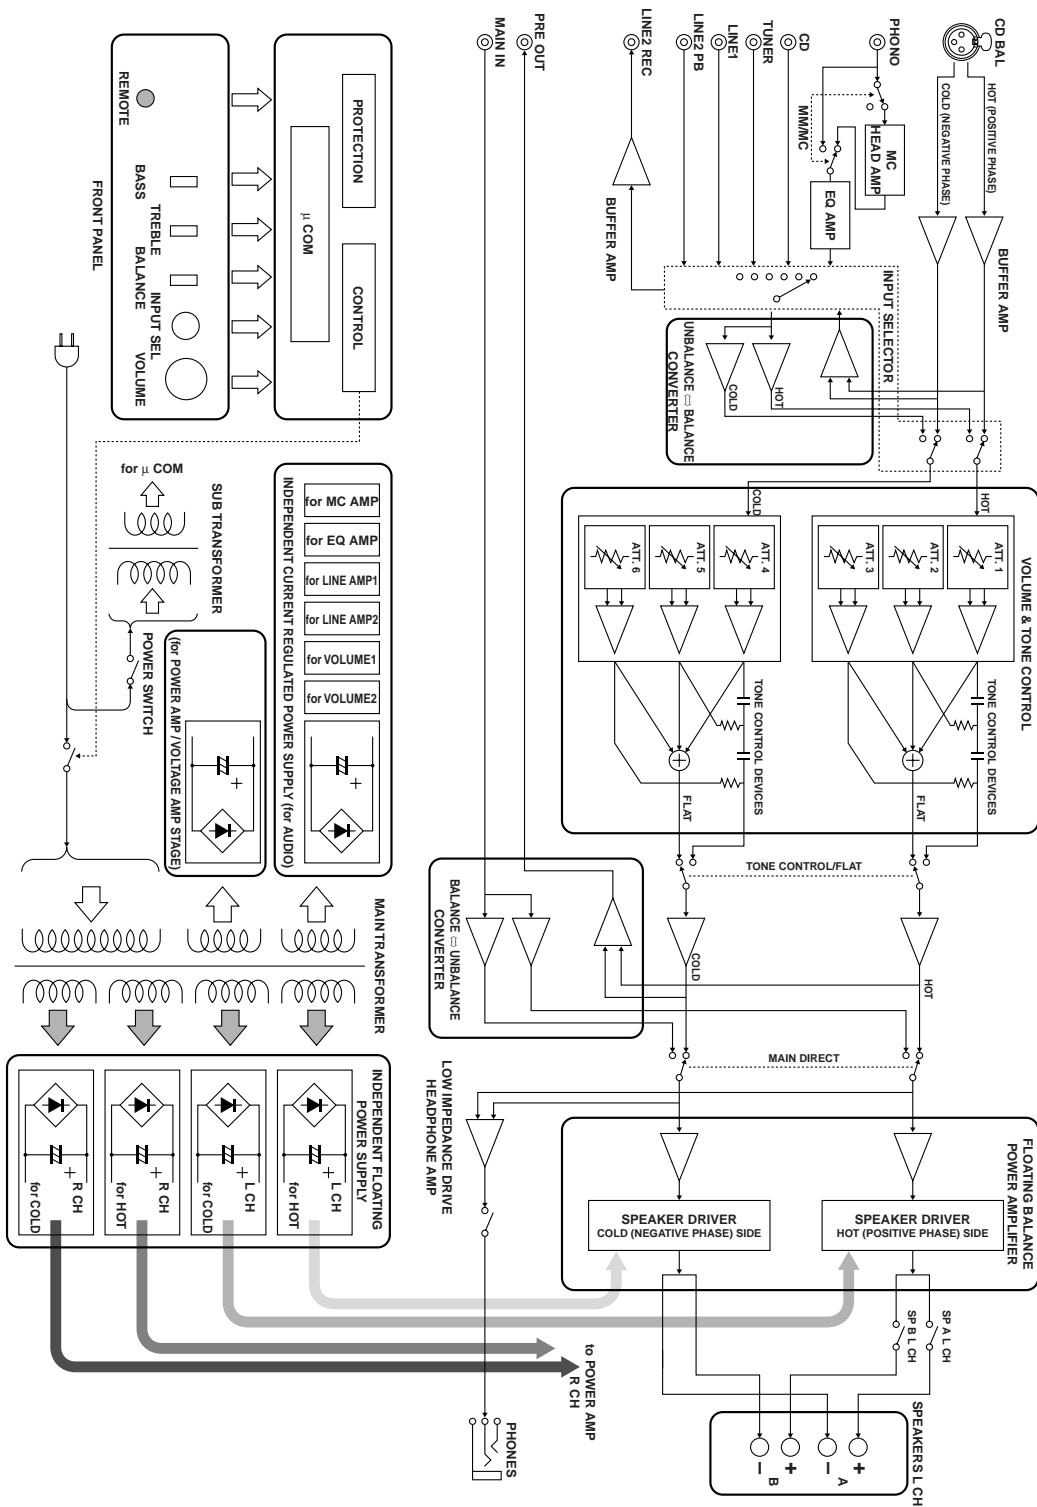 CD BAL
PHONO
CD
TUNER
LINE1
LINE2 PB
LINE2 REC
PRE OUT
MAIN IN
HOT (POSITIVE PHASE)
COLD (NEGATIVE PHASE)
MM/MC
MC
HEAD AMP
EQ AMP
BUFFER AMP
BUFFER AMP
INPUT SELECTOR
UNBALANCE ⇔ BALANCE
CONVERTER
HOT
COLD
VOLUME & TONE CONTROL
HOT
COLD
ATT. 1
ATT. 2
ATT. 3
ATT. 4
ATT. 5
ATT. 6
TONE CONTROL DEVICES
TONE CONTROL DEVICES
+
+
FLAT
FLAT
TONE CONTROL/FLAT
BALANCE ⇔ UNBALANCE
CONVERTER
HOT
COLD
MAIN DIRECT
LOW IMPEDANCE DRIVE
HEADPHONE AMP
FLOATING BALANCE
POWER AMPLIFIER
SPEAKER DRIVER
HOT (POSITIVE PHASE) SIDE
SPEAKER DRIVER
COLD (NEGATIVE PHASE) SIDE
SP A L CH
SP B L CH
SPEAKERS L CH
+
−
A
+
−
B
PHONES
to POWER AMP
R CH
PROTECTION
CONTROL
µ COM
REMOTE
BASS
TREBLE
BALANCE
INPUT SEL
VOLUME
FRONT PANEL
for µ COM
SUB TRANSFORMER
POWER SWITCH
INDEPENDENT CURRENT REGULATED POWER SUPPLY (for AUDIO)
for MC AMP
for EQ AMP
for LINE AMP1
for LINE AMP2
for VOLUME1
for VOLUME2
+
(for POWER AMP /VOLTAGE AMP STAGE)
+
MAIN TRANSFORMER
INDEPENDENT FLOATING
POWER SUPPLY
+
L CH
for HOT
+
L CH
for COLD
+
R CH
for HOT
+
R CH
for COLD